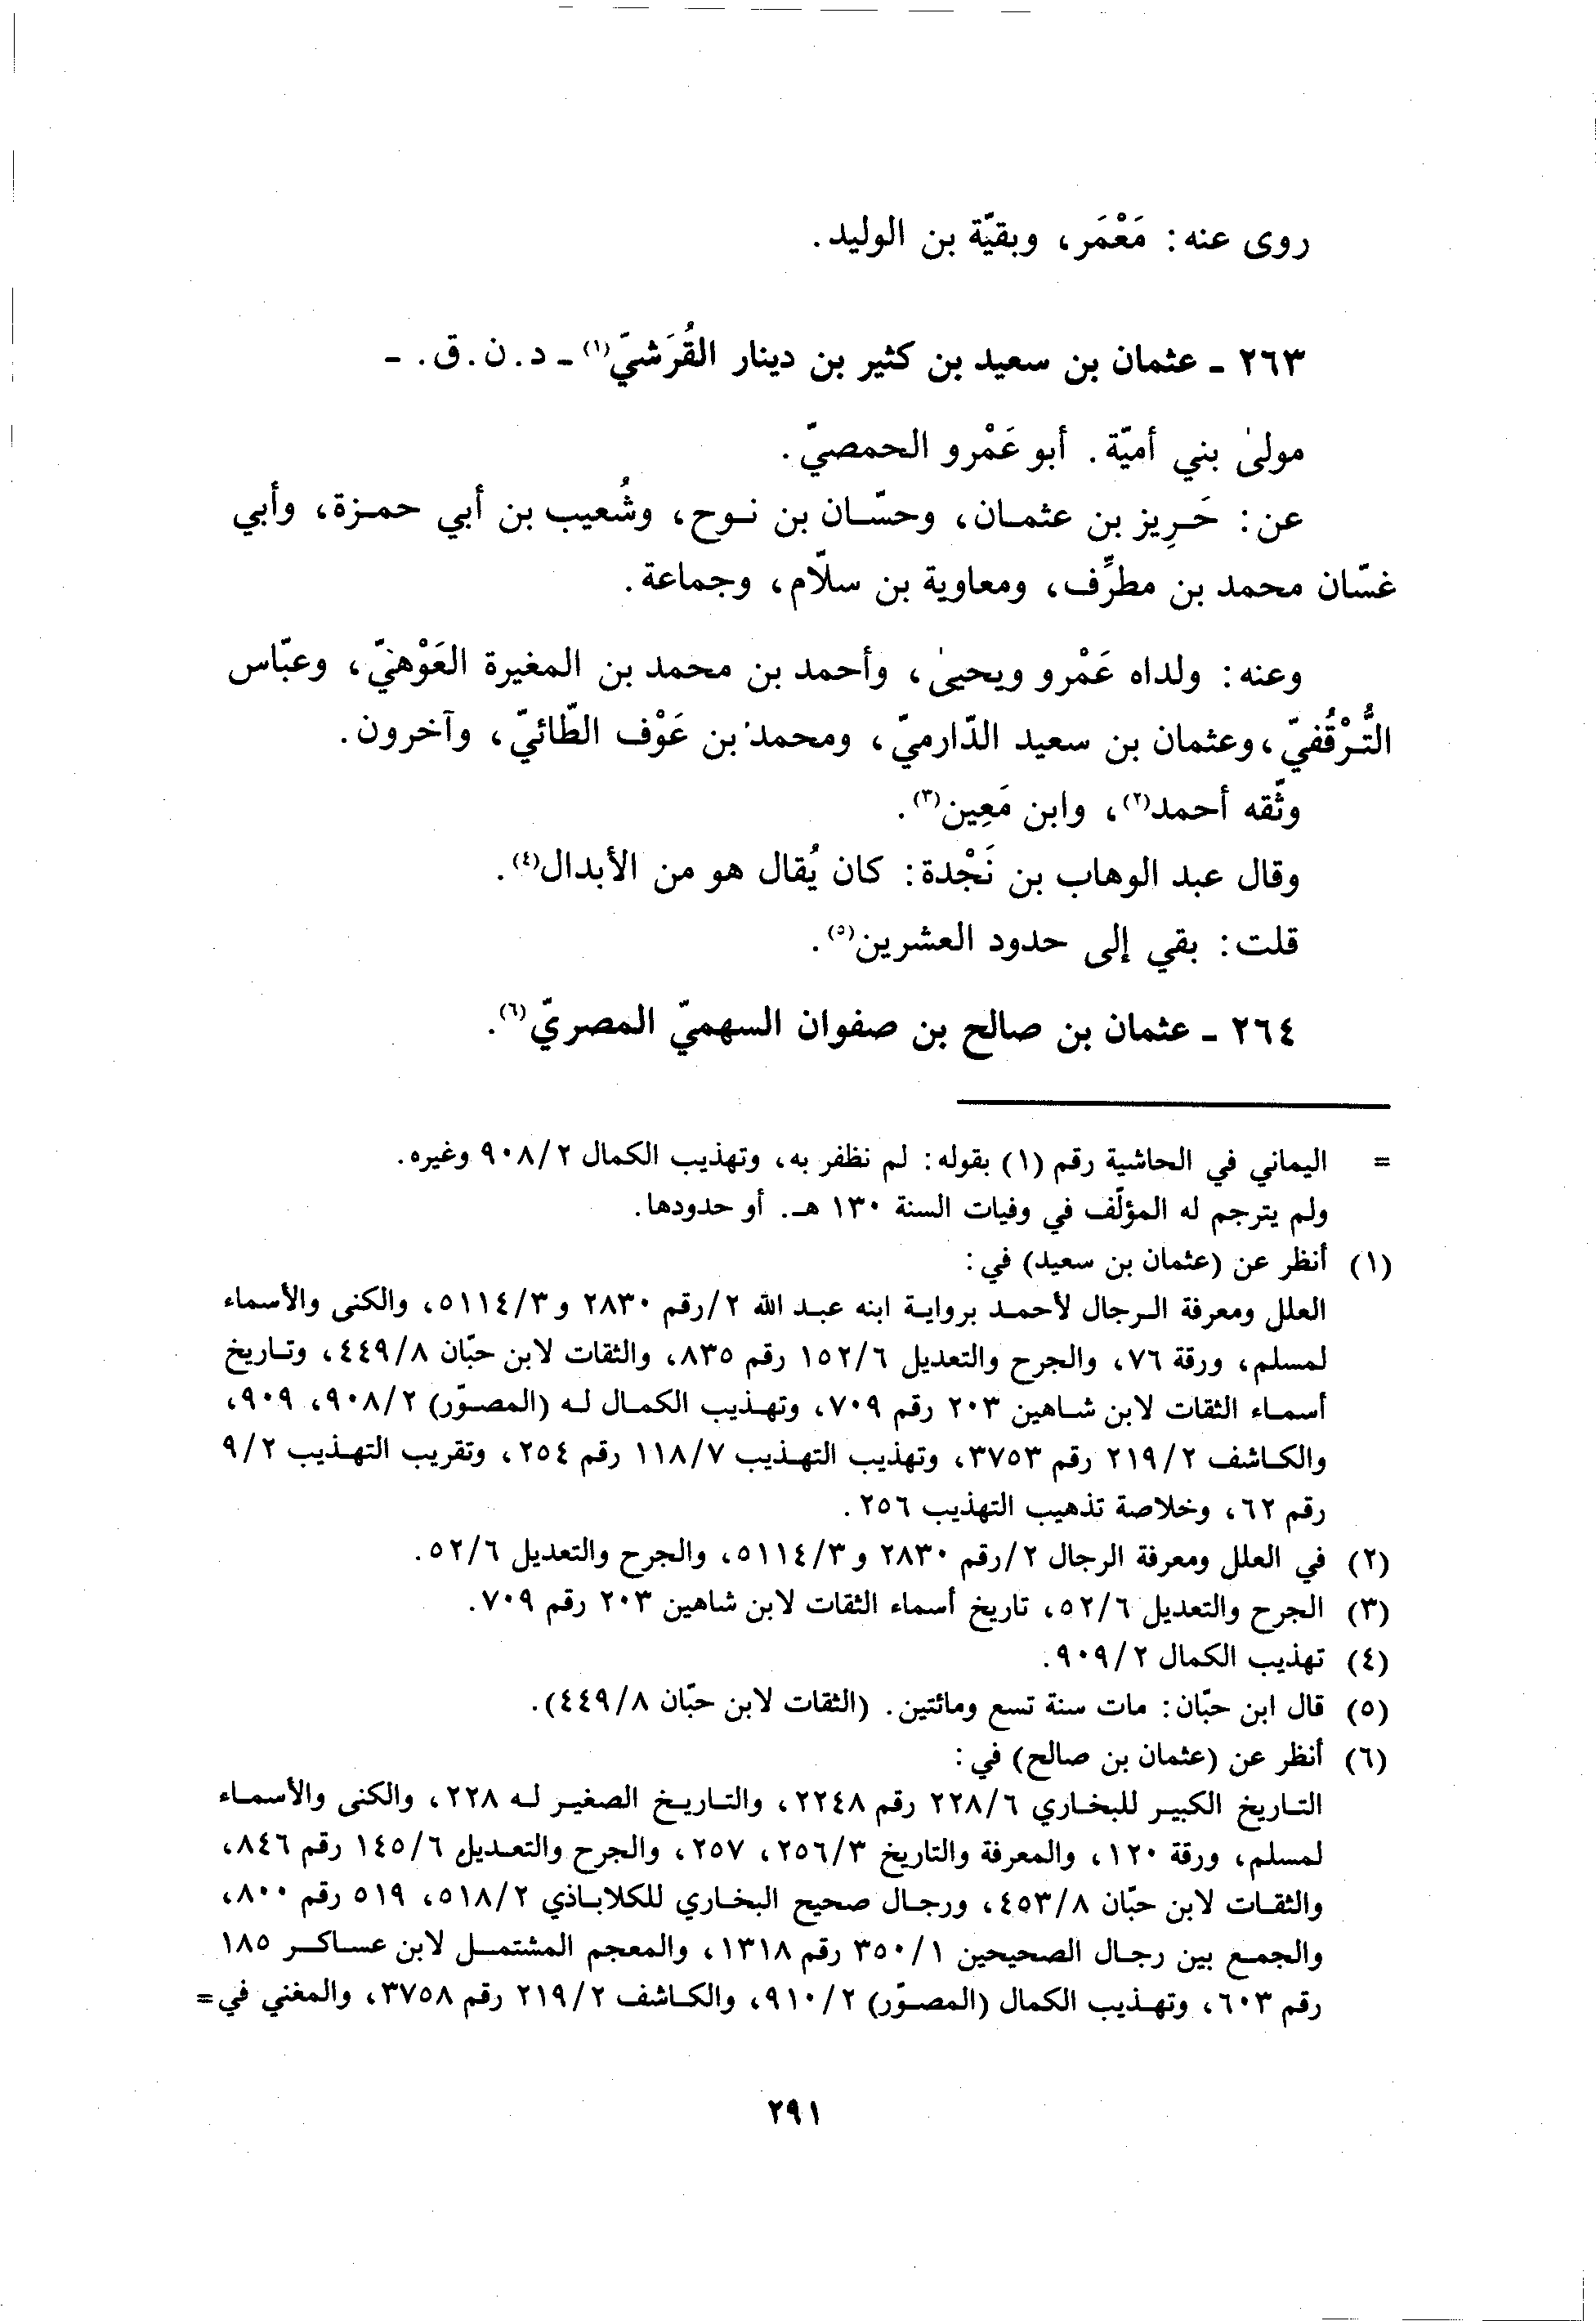 روى عنه: مَعْمَر، وبقيّة بن الوليد.
٢٦٣ - عثمان بن سعيد بن كثير بن دينار القُرَشيّ(١) - د.ن.ق. -
مولىٰ بني أميّة. أبو عَمْرو الحمصيّ.
عن: حَرِيز بن عثمان، وحسّان بن نوح، وشُعيب بن أبي حمزة، وأبي
غسّان محمد بن مطرِّف، ومعاوية بن سلّام، وجماعة.
وعنه: ولداه عَمْرو ويحيىٰ، وأحمد بن محمد بن المغيرة العَوْهيّ، وعبّاس
التُّرْقُفيّ، وعثمان بن سعيد الدّارميّ، ومحمد بن عَوْف الطّائيّ، وآخرون.
وثّقه أحمد(٢)، وابن مَعِين(٣).
وقال عبد الوهاب بن نَجْدة: كان يُقال هو من الأبدال(٤).
قلت: بقي إلى حدود العشرين(٥).
٢٦٤ - عثمان بن صالح بن صفوان السهميّ المصريّ(٦).
= اليماني في الحاشية رقم (١) بقوله: لم نظفر به، وتهذيب الكمال ٩٠٨/٢ وغيره.
ولم يترجم له المؤلّف في وفيات السنة ١٣٠ هـ. أو حدودها.
(١) أنظر عن (عثمان بن سعيد) في:
العلل ومعرفة الرجال لأحمد برواية ابنه عبد الله ٢/رقم ٢٨٣٠ و ٥١١٤/٣، والكنى والأسماء
لمسلم، ورقة ٧٦، والجرح والتعديل ١٥٢/٦ رقم ٨٣٥، والثقات لابن حبّان ٤٤٩/٨، وتاريخ
أسماء الثقات لابن شاهين ٢٠٣ رقم ٧٠٩، وتهذيب الكمال له (المصوّر) ٩٠٨/٢، ٩٠٩،
والكاشف ٢١٩/٢ رقم ٣٧٥٣، وتهذيب التهذيب ١١٨/٧ رقم ٢٥٤، وتقريب التهذيب ٩/٢
رقم ٦٢، وخلاصة تذهيب التهذيب ٢٥٦.
(٢) في العلل ومعرفة الرجال ٢/رقم ٢٨٣٠ و ٥١١٤/٣، والجرح والتعديل ٥٢/٦.
(٣) الجرح والتعديل ٥٢/٦، تاريخ أسماء الثقات لابن شاهين ٢٠٣ رقم ٧٠٩.
(٤) تهذيب الكمال ٩٠٩/٢.
(٥) قال ابن حبّان: مات سنة تسع ومائتين. (الثقات لابن حبّان ٤٤٩/٨).
(٦) أنظر عن (عثمان بن صالح) في:
التاريخ الكبير للبخاري ٢٢٨/٦ رقم ٢٢٤٨، والتاريخ الصغير له ٢٢٨، والكنى والأسماء
لمسلم، ورقة ١٢٠، والمعرفة والتاريخ ٢٥٦/٣، ٢٥٧، والجرح والتعديل ١٤٥/٦ رقم ٨٤٦،
والثقات لابن حبّان ٤٥٣/٨، ورجال صحيح البخاري للكلاباذي ٥١٨/٢، ٥١٩ رقم ٨٠٠،
والجمع بين رجال الصحيحين ٣٥٠/١ رقم ١٣١٨، والمعجم المشتمل لابن عساكر ١٨٥
رقم ٦٠٣، وتهذيب الكمال (المصوّر) ٩١٠/٢، والكاشف ٢١٩/٢ رقم ٣٧٥٨، والمغني في=
٢٩١